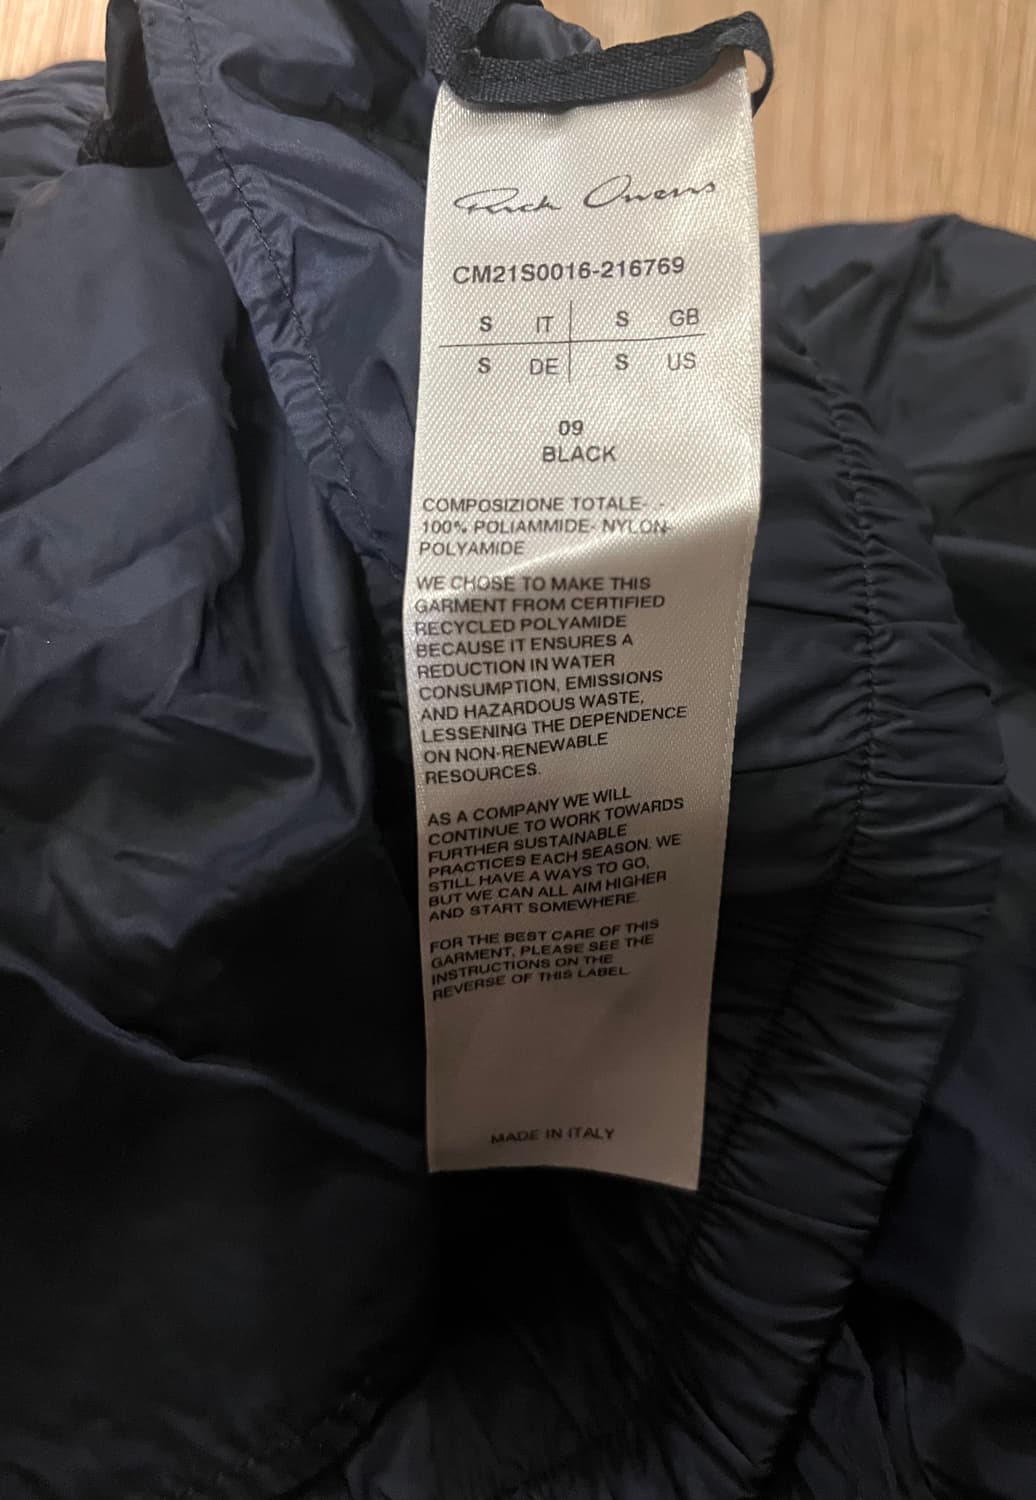 Rick Owens
CM21S0016-216769
S IT S GB
S DE S US
09
BLACK
COMPOSIZIONE TOTALE- -
100% POLIAMMIDE- NYLON-
POLYAMIDE
WE CHOSE TO MAKE THIS
GARMENT FROM CERTIFIED
RECYCLED POLYAMIDE
BECAUSE IT ENSURES A
REDUCTION IN WATER
CONSUMPTION, EMISSIONS
AND HAZARDOUS WASTE,
LESSENING THE DEPENDENCE
ON NON-RENEWABLE
RESOURCES.
AS A COMPANY WE WILL
CONTINUE TO WORK TOWARDS
FURTHER SUSTAINABLE
PRACTICES EACH SEASON. WE
STILL HAVE A WAYS TO GO,
BUT WE CAN ALL AIM HIGHER
AND START SOMEWHERE.
FOR THE BEST CARE OF THIS
GARMENT, PLEASE SEE THE
INSTRUCTIONS ON THE
REVERSE OF THIS LABEL.
MADE IN ITALY